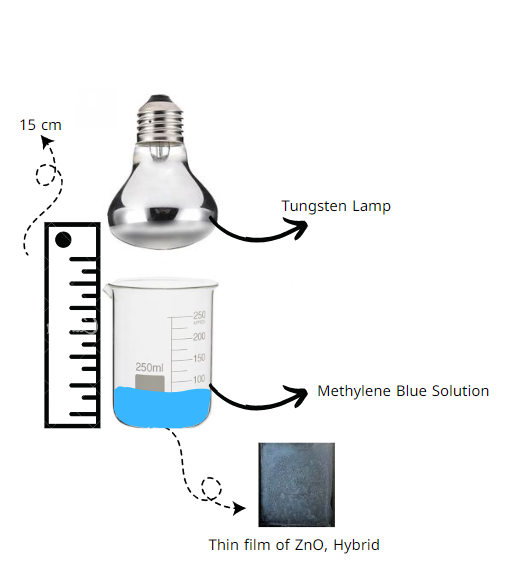 15 cm
Tungsten Lamp
250
200
150
250ml
100
Methylene Blue Solution
Thin film of ZnO, Hybrid